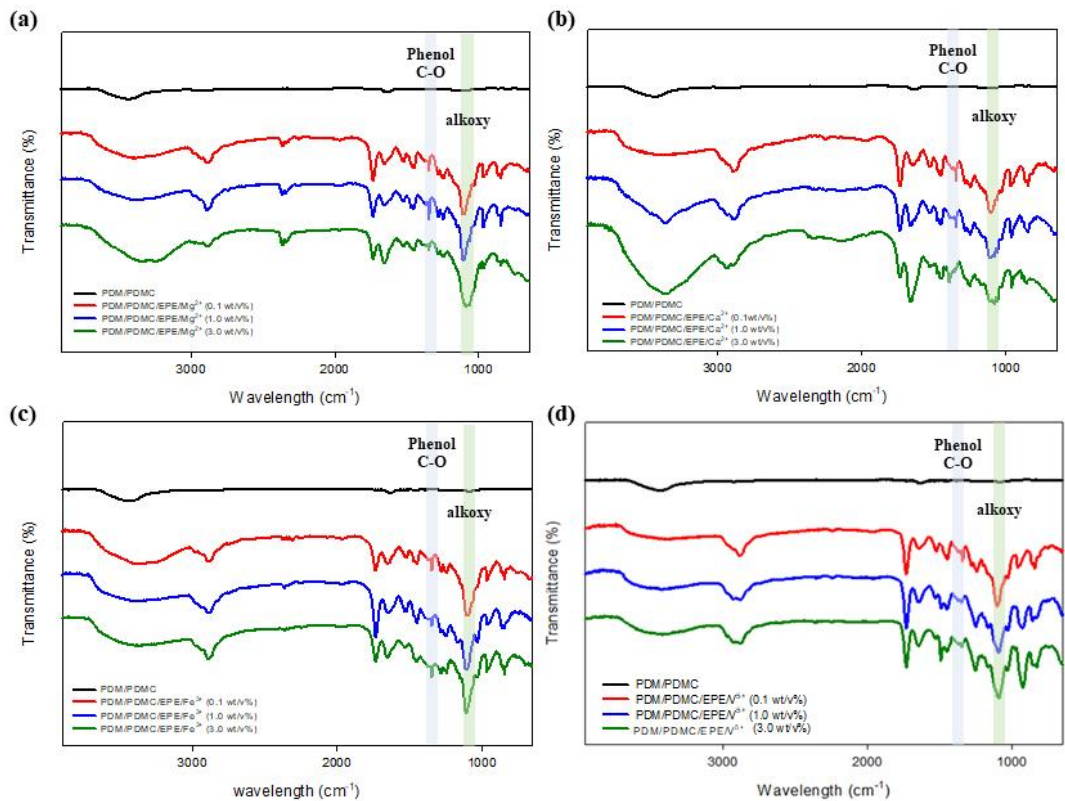 (a)
Phenol
C-O
alkoxy
Transmittance (%)
PDM/PDMC
PDM/PDMC/EPE/Mg²⁺ (0.1 wt/v%)
PDM/PDMC/EPE/Mg²⁺ (1.0 wt/v%)
PDM/PDMC/EPE/Mg²⁺ (3.0 wt/v%)
3000 2000 1000
Wavelength (cm⁻¹)
(b)
Phenol
C-O
alkoxy
Transmittance (%)
PDM/PDMC
PDM/PDMC/EPE/Ca²⁺ (0.1wt/v%)
PDM/PDMC/EPE/Ca²⁺ (1.0 wt/v%)
PDM/PDMC/EPE/Ca²⁺ (3.0 wt/v%)
3000 2000 1000
Wavelength (cm⁻¹)
(c)
Phenol
C-O
alkoxy
Transmittance (%)
PDM/PDMC
PDM/PDMC/EPE/Fe³⁺ (0.1 wt/v%)
PDM/PDMC/EPE/Fe³⁺ (1.0 wt/v%)
PDM/PDMC/EPE/Fe³⁺ (3.0 wt/v%)
3000 2000 1000
wavelength (cm⁻¹)
(d)
Phenol
C-O
alkoxy
Transmittance (%)
PDM/PDMC
PDM/PDMC/EPE/V⁵⁺ (0.1 wt/v%)
PDM/PDMC/EPE/V⁵⁺ (1.0 wt/v%)
PDM/PDMC/EPE/V⁵⁺ (3.0 wt/v%)
3000 2000 1000
Wavelength (cm⁻¹)